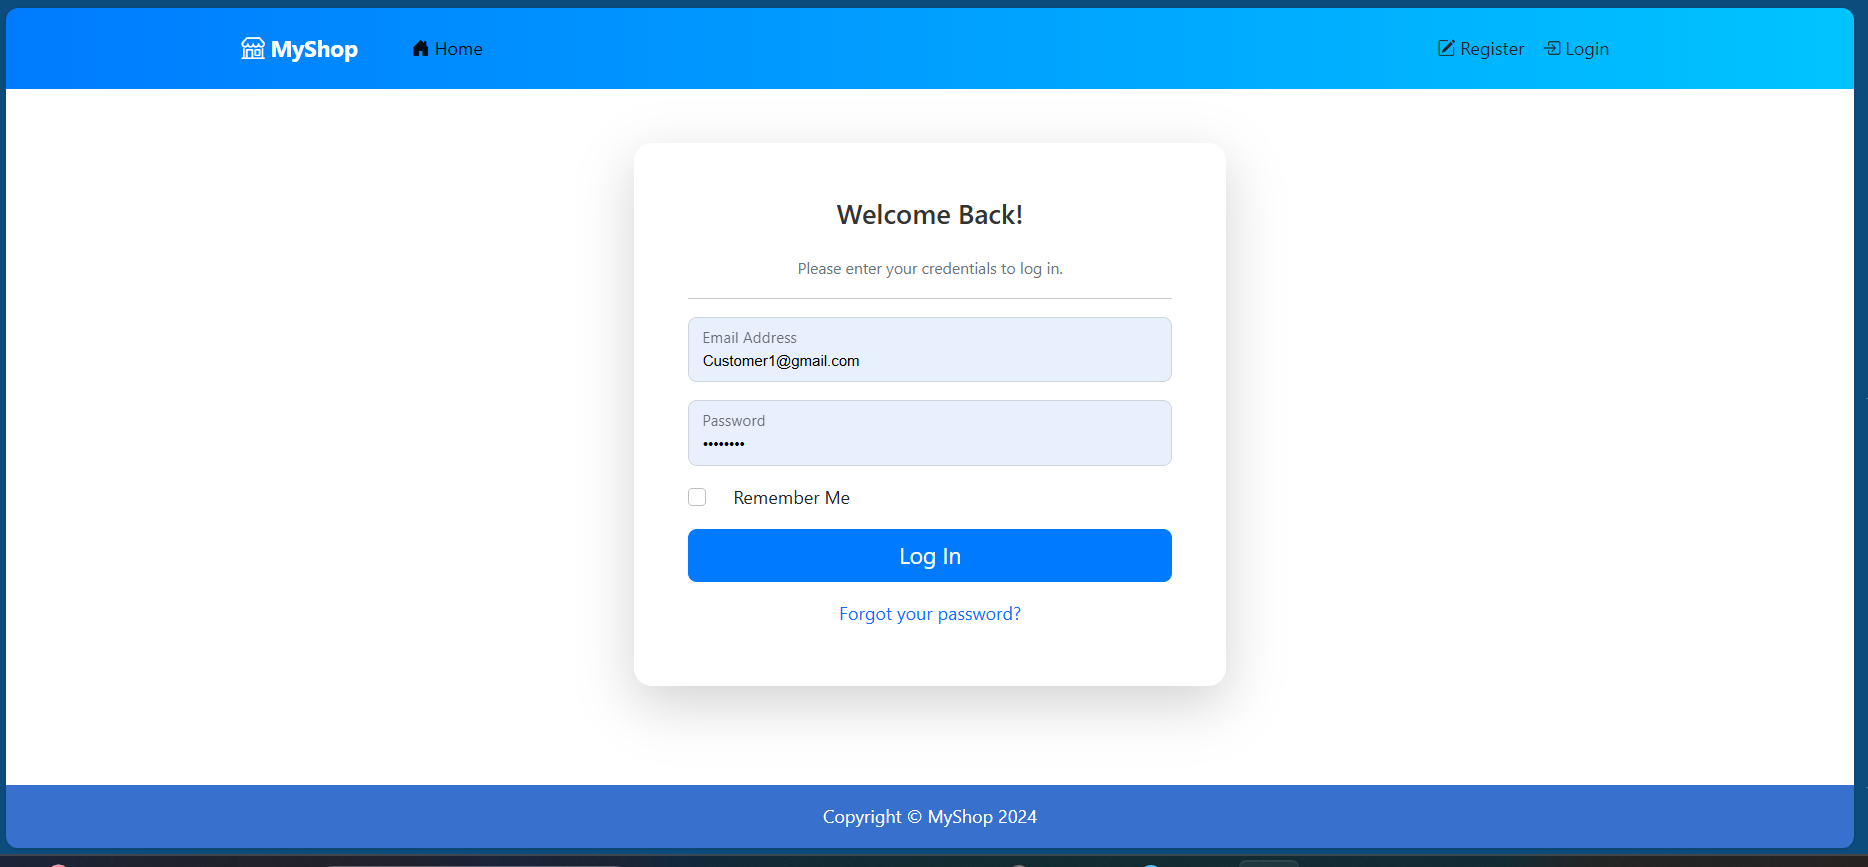 MyShop Home Register Login
Welcome Back!
Please enter your credentials to log in.
Email Address
Customer1@gmail.com
Password
••••••••
Remember Me
Log In
Forgot your password?
Copyright © MyShop 2024